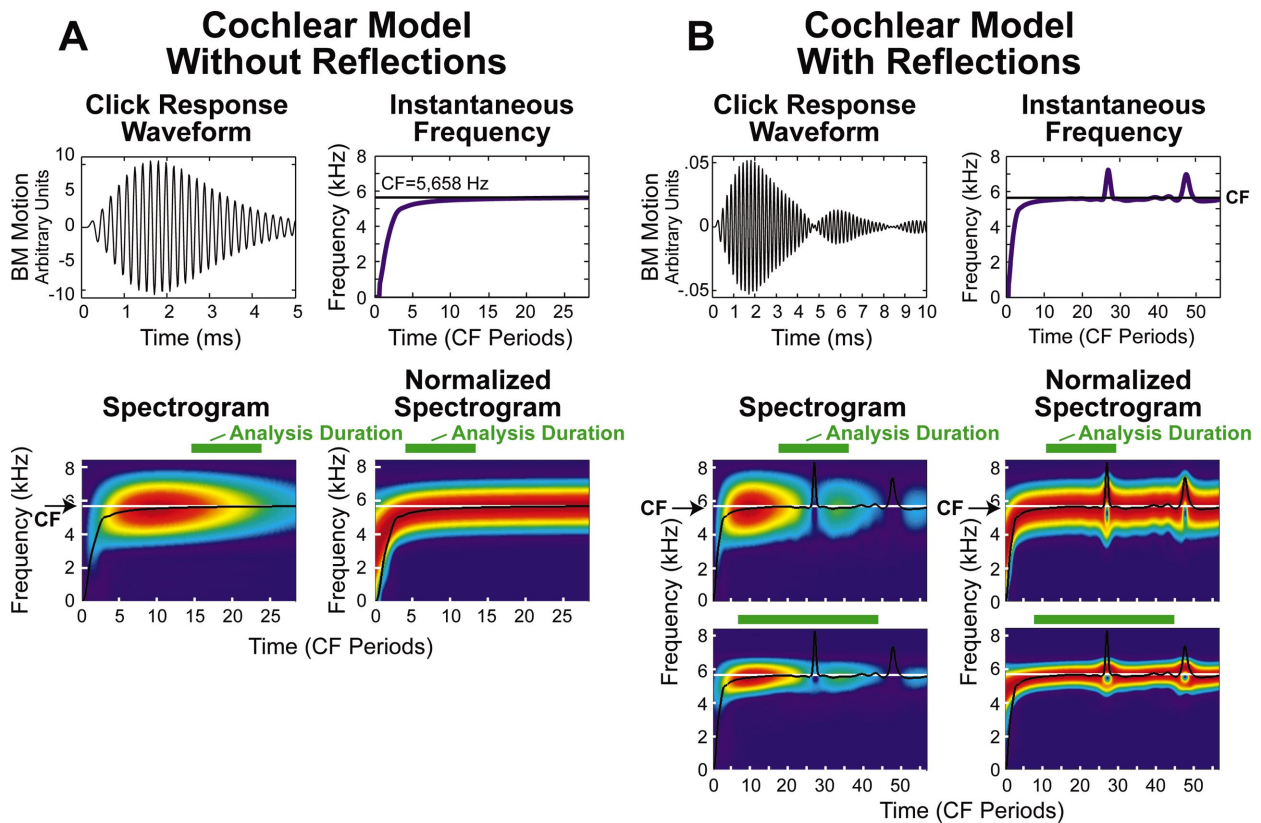 A
Cochlear Model
Without Reflections
Click Response
Waveform
Instantaneous
Frequency
BM Motion
Arbitrary Units
10
5
0
-5
-10
0 1 2 3 4 5
Time (ms)
Frequency (kHz)
8
6
4
2
0
CF=5,658 Hz
0 5 10 15 20 25
Time (CF Periods)
Spectrogram
Normalized
Spectrogram
Analysis Duration
Analysis Duration
Frequency (kHz)
8
6
4
2
0
CF
0 5 10 15 20 25
Frequency (kHz)
8
6
4
2
0
0 5 10 15 20 25
Time (CF Periods)
B
Cochlear Model
With Reflections
Click Response
Waveform
Instantaneous
Frequency
BM Motion
Arbitrary Units
.05
0
-.05
0 1 2 3 4 5 6 7 8 9 10
Time (ms)
Frequency (kHz)
8
6
4
2
0
CF
0 10 20 30 40 50
Time (CF Periods)
Spectrogram
Normalized
Spectrogram
Analysis Duration
Analysis Duration
8
6
4
2
0
CF
8
6
4
2
0
CF
Frequency (kHz)
Frequency (kHz)
8
6
4
2
0
0 10 20 30 40 50
8
6
4
2
0
0 10 20 30 40 50
Time (CF Periods)